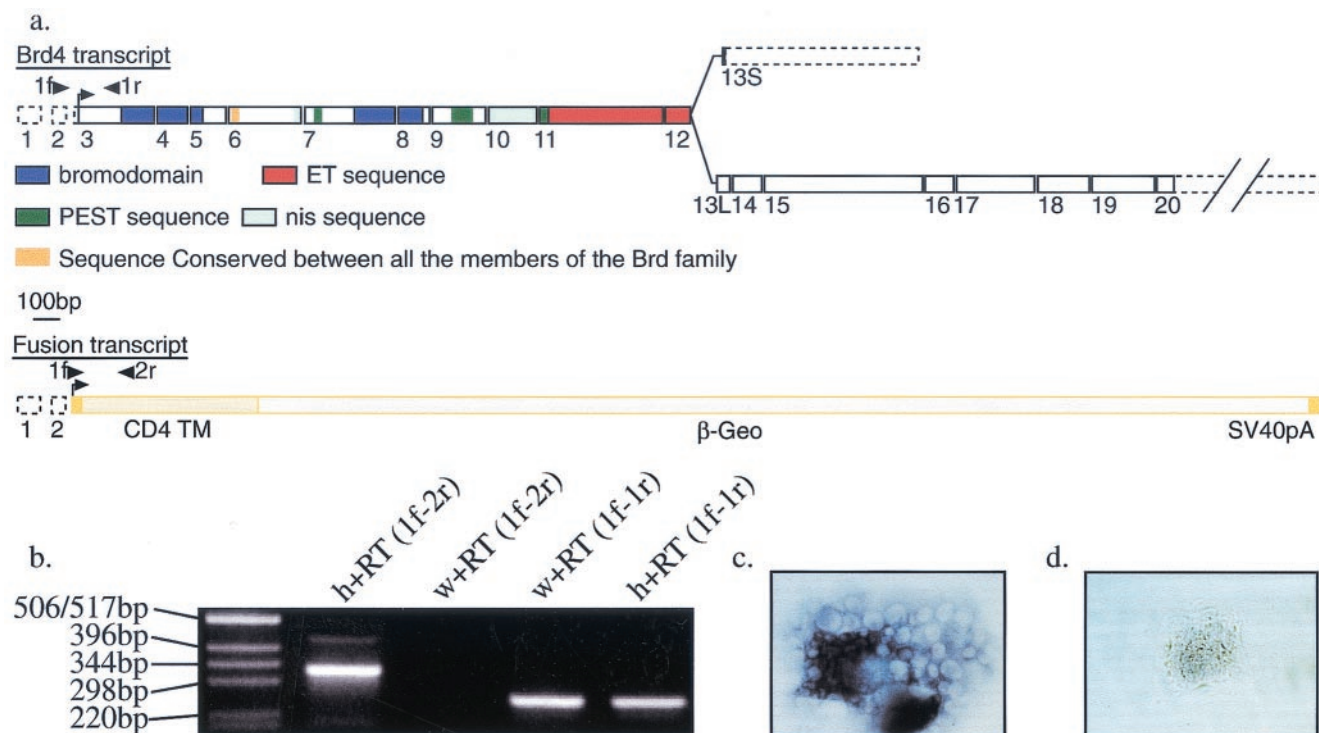 a.
Brd4 transcript
1f 1r
13S
1 2 3 4 5 6 7 8 9 10 11 12
bromodomain ET sequence
13L 14 15 16 17 18 19 20
PEST sequence nis sequence
Sequence Conserved between all the members of the Brd family
100bp
Fusion transcript
1f 2r
1 2 CD4 TM β-Geo SV40pA
b.
h+RT (1f-2r)
w+RT (1f-2r)
w+RT (1f-1r)
h+RT (1f-1r)
c.
d.
506/517bp
396bp
344bp
298bp
220bp